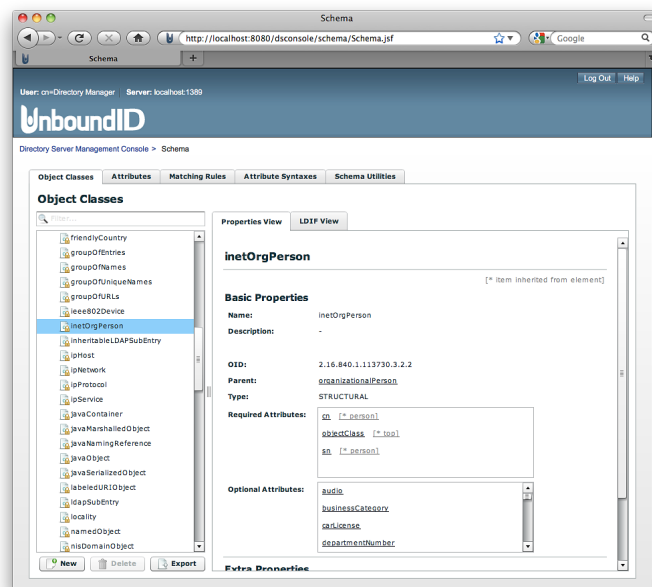 Schema
http://localhost:8080/dsconsole/schema/Schema.jsf
Google
Schema
+
Log Out Help
User: cn=Directory Manager Server: localhost:1389
UnboundID
Directory Server Management Console > Schema
Object Classes Attributes Matching Rules Attribute Syntaxes Schema Utilities
Object Classes
Filter...
friendlyCountry
groupOfEntries
groupOfNames
groupOfUniqueNames
groupOfURLs
ieee802Device
inetOrgPerson
inheritableLDAPSubEntry
ipHost
ipNetwork
ipProtocol
ipService
javaContainer
javaMarshalledObject
javaNamingReference
javaObject
javaSerializedObject
labeledURIObject
ldapSubEntry
locality
namedObject
nisDomainObject
New Delete Export
Properties View LDIF View
inetOrgPerson
[* item inherited from element]
Basic Properties
Name: inetOrgPerson
Description: -
OID: 2.16.840.1.113730.3.2.2
Parent: organizationalPerson
Type: STRUCTURAL
Required Attributes: cn [* person]
objectClass [* top]
sn [* person]
Optional Attributes: audio
businessCategory
carLicense
departmentNumber
Extra Properties